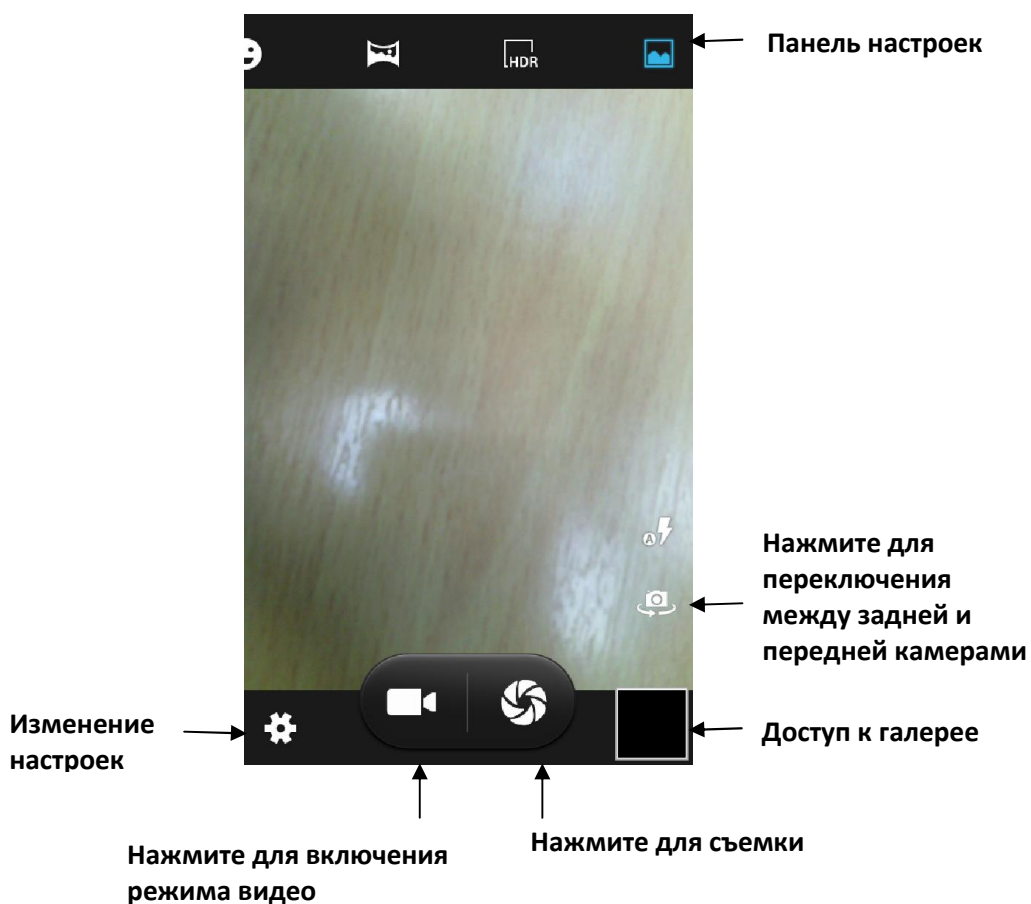 Панель настроек
HDR
A
Нажмите для
переключения
между задней и
передней камерами
Изменение
настроек
Доступ к галерее
Нажмите для съемки
Нажмите для включения
режима видео